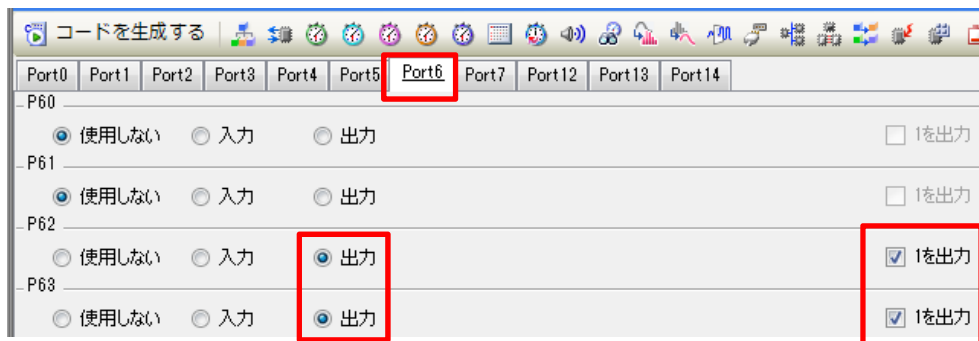 コードを生成する
Port0 Port1 Port2 Port3 Port4 Port5 Port6 Port7 Port12 Port13 Port14
P60
使用しない 入力 出力 1を出力
P61
使用しない 入力 出力 1を出力
P62
使用しない 入力 出力 1を出力
P63
使用しない 入力 出力 1を出力